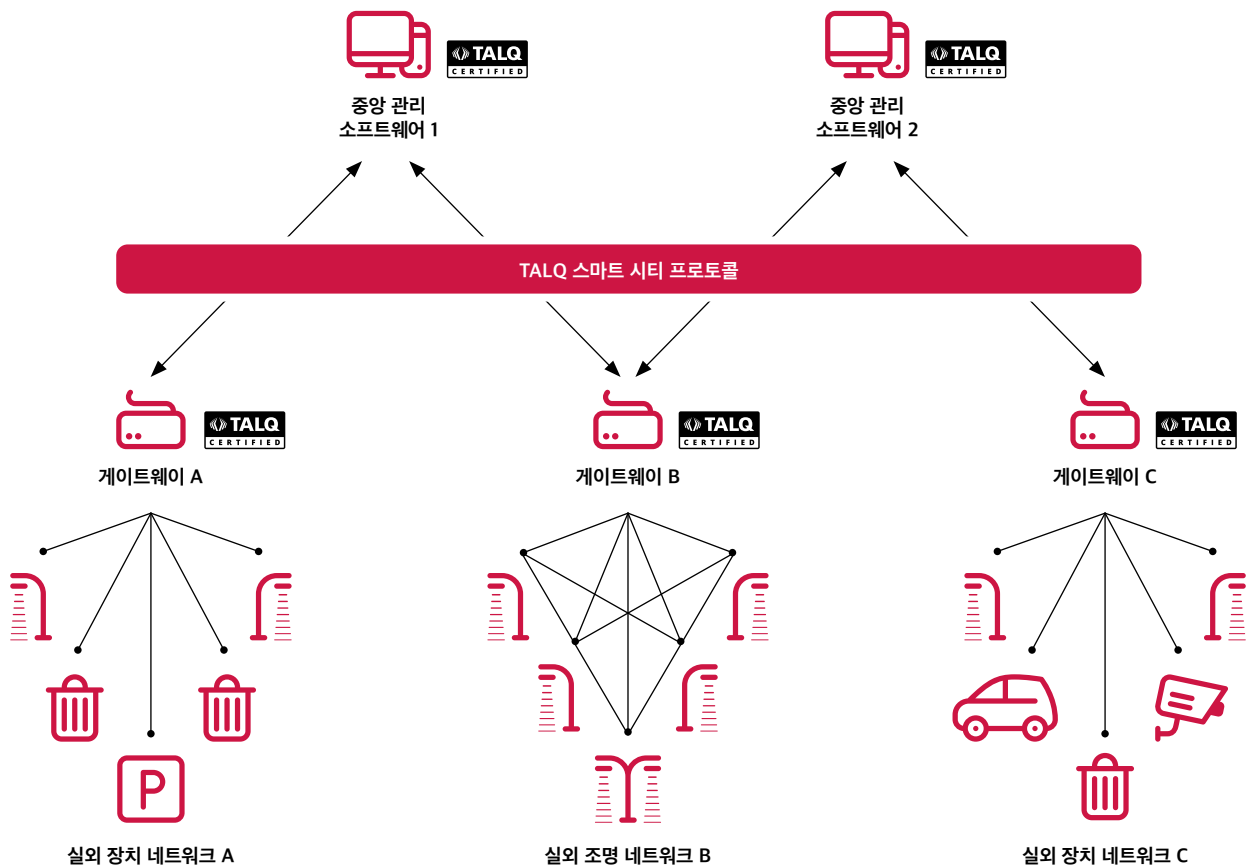 TALQ
CERTIFIED
중앙 관리
소프트웨어 1
TALQ
CERTIFIED
중앙 관리
소프트웨어 2
TALQ 스마트 시티 프로토콜
TALQ
CERTIFIED
게이트웨이 A
TALQ
CERTIFIED
게이트웨이 B
TALQ
CERTIFIED
게이트웨이 C
P
실외 장치 네트워크 A
실외 조명 네트워크 B
실외 장치 네트워크 C